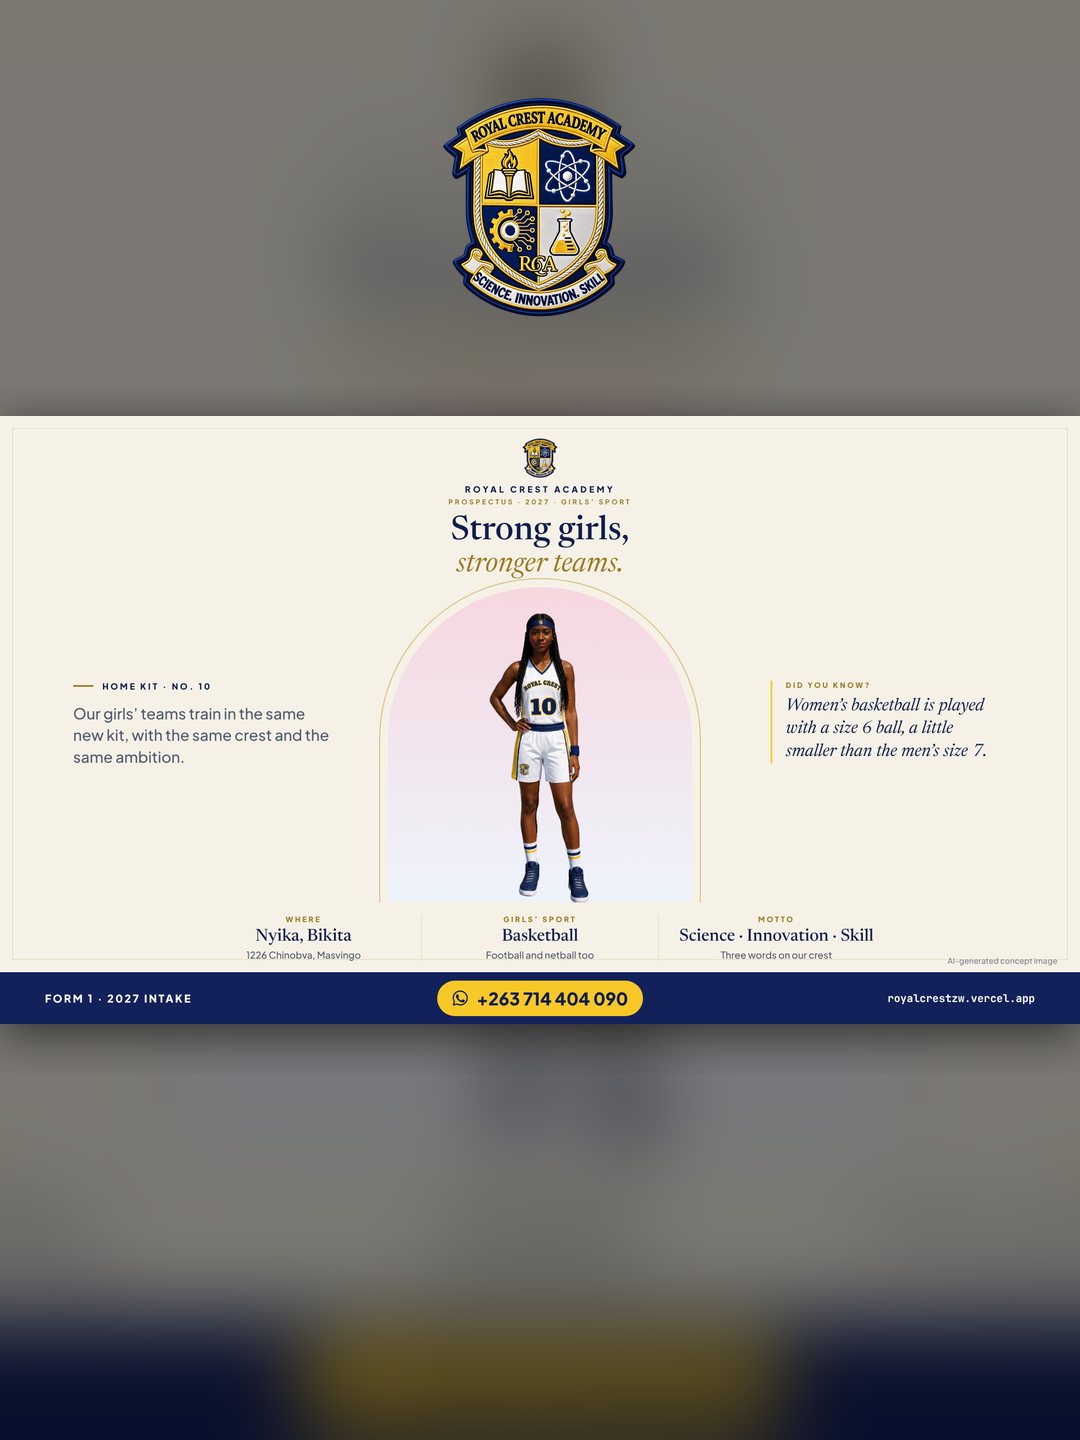 ROYAL CREST ACADEMY
RCA
SCIENCE. INNOVATION. SKILL
ROYAL CREST ACADEMY
PROSPECTUS · 2027 · GIRLS' SPORT
Strong girls,
stronger teams.
HOME KIT · NO. 10
Our girls' teams train in the same
new kit, with the same crest and the
same ambition.
ROYAL CREST
10
DID YOU KNOW?
Women's basketball is played
with a size 6 ball, a little
smaller than the men's size 7.
WHERE
Nyika, Bikita
1226 Chinobva, Masvingo
GIRLS' SPORT
Basketball
Football and netball too
MOTTO
Science · Innovation · Skill
Three words on our crest
AI-generated concept image
FORM 1 · 2027 INTAKE
+263 714 404 090
royalcrestzw.vercel.app